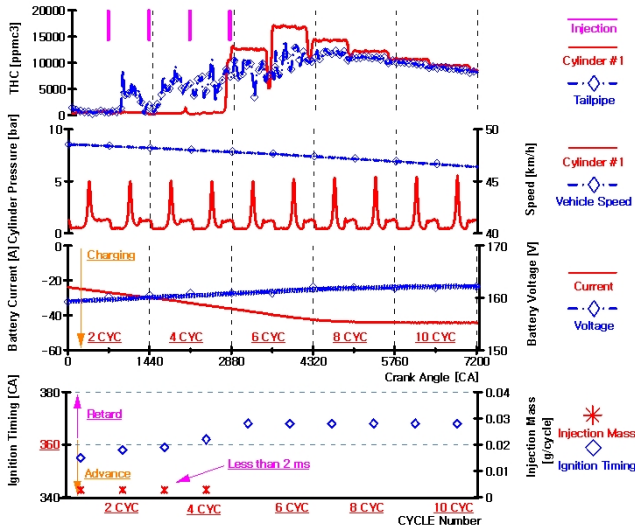 THC [ppmc3]
20000
15000
10000
5000
0
Injection
Cylinder #1
Tailpipe
Cylinder Pressure [bar]
10
5
0
50
45
40
Speed [km/h]
Cylinder #1
Vehicle Speed
Battery Current [A]
0
-20
-40
-60
Charging
170
160
150
Battery Voltage [V]
Current
Voltage
2 CYC 4 CYC 6 CYC 8 CYC 10 CYC
0 1440 2880 4320 5760 7200
Crank Angle [CA]
Ignition Timing [CA]
380
360
340
Retard
Advance
Less than 2 ms
0.04
0.03
0.02
0.01
0
Injection Mass
[g/cycle]
Injection Mass
Ignition Timing
2 CYC 4 CYC 6 CYC 8 CYC 10 CYC
CYCLE Number